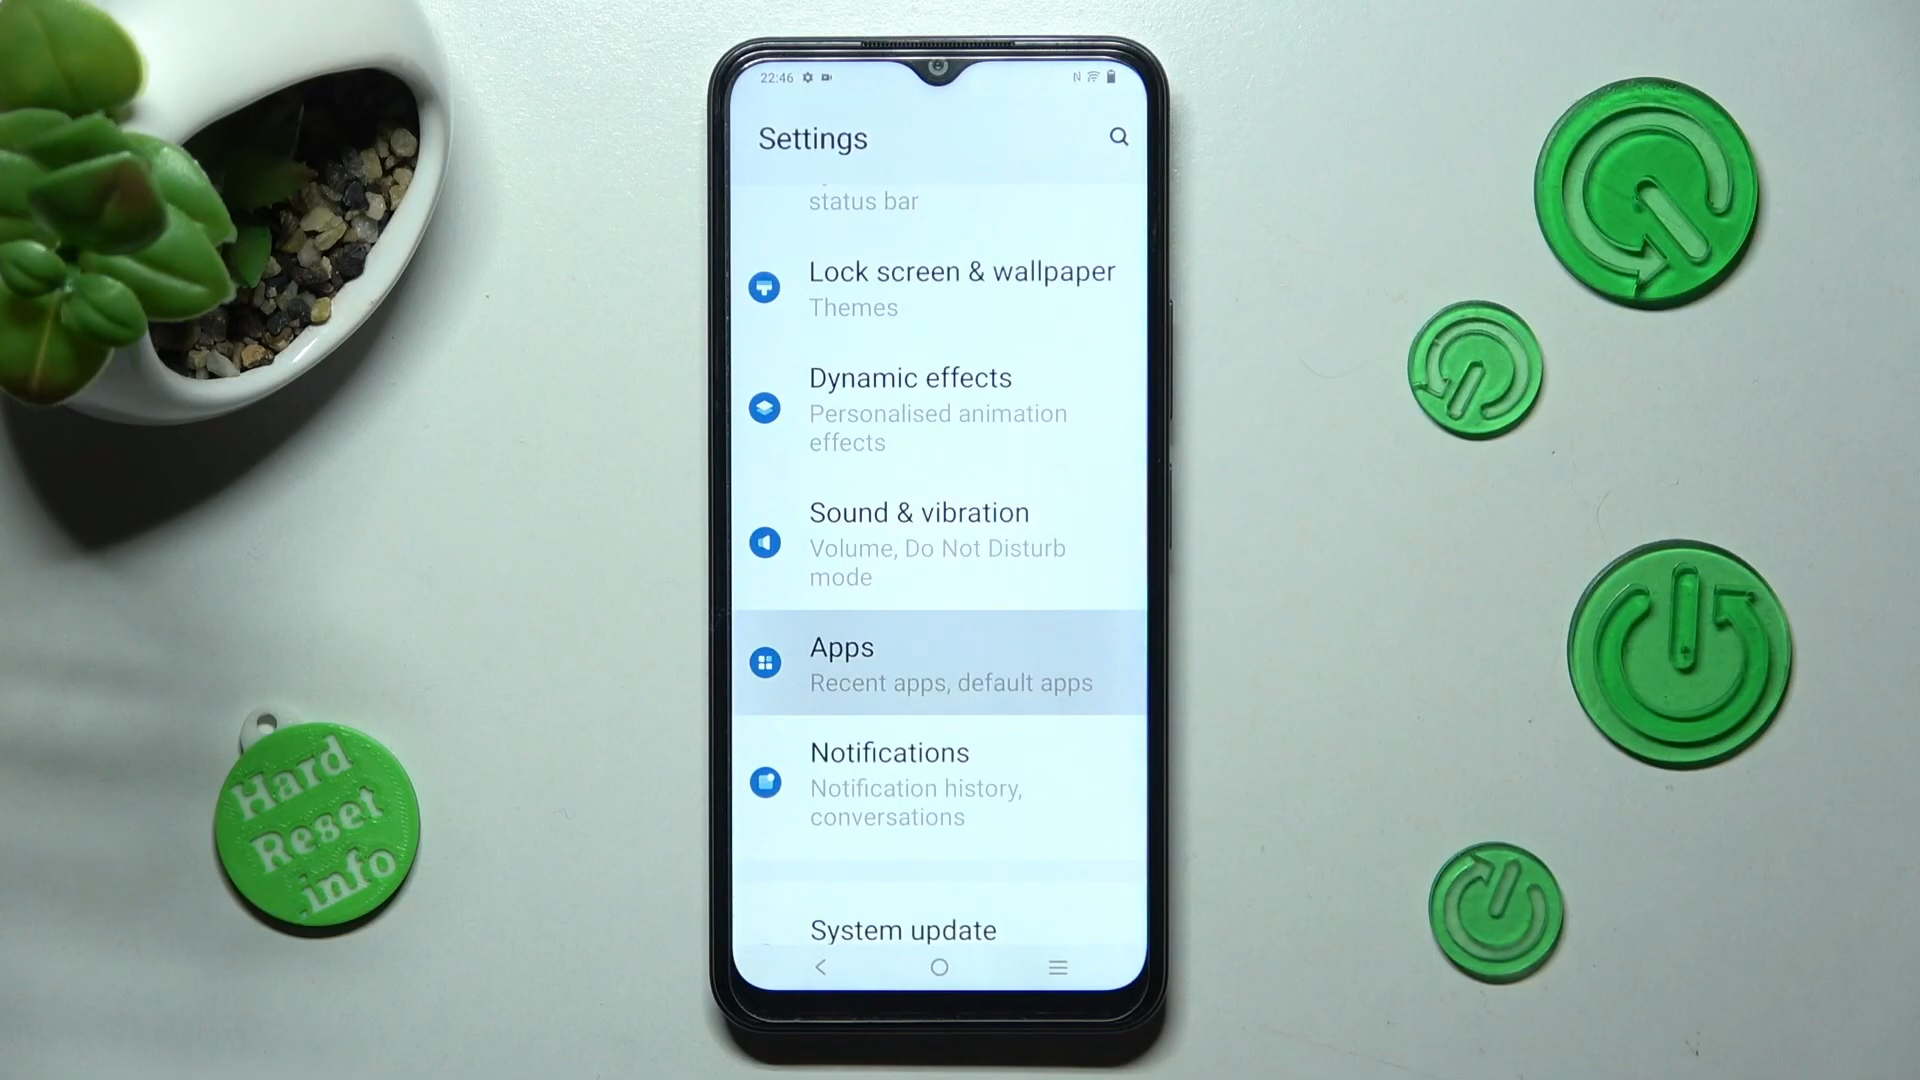 22:46
Settings
status bar
Lock screen & wallpaper
Themes
Dynamic effects
Personalised animation
effects
Sound & vibration
Volume, Do Not Disturb
mode
Apps
Recent apps, default apps
Notifications
Notification history,
conversations
System update
Hard
Reset
.info